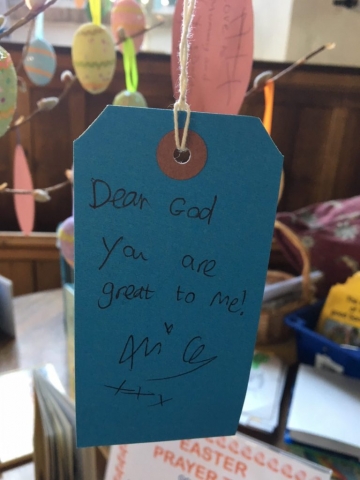 Dear God
You are
great to me!
xxx
EASTER
PRAYER